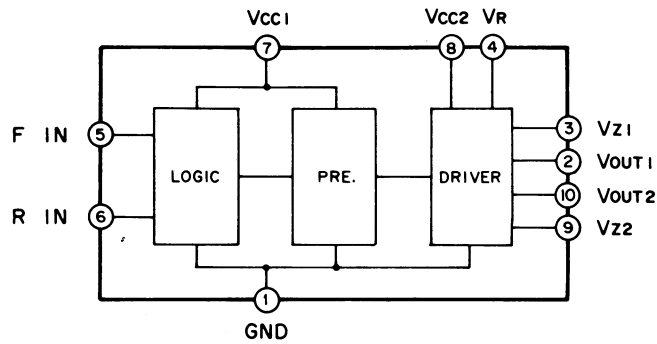 VCC1 VCC2 VR
7 8 4
F IN 5
3 VZ1
2 VOUT1
LOGIC PRE. DRIVER
10 VOUT2
R IN 6
9 VZ2
1
GND